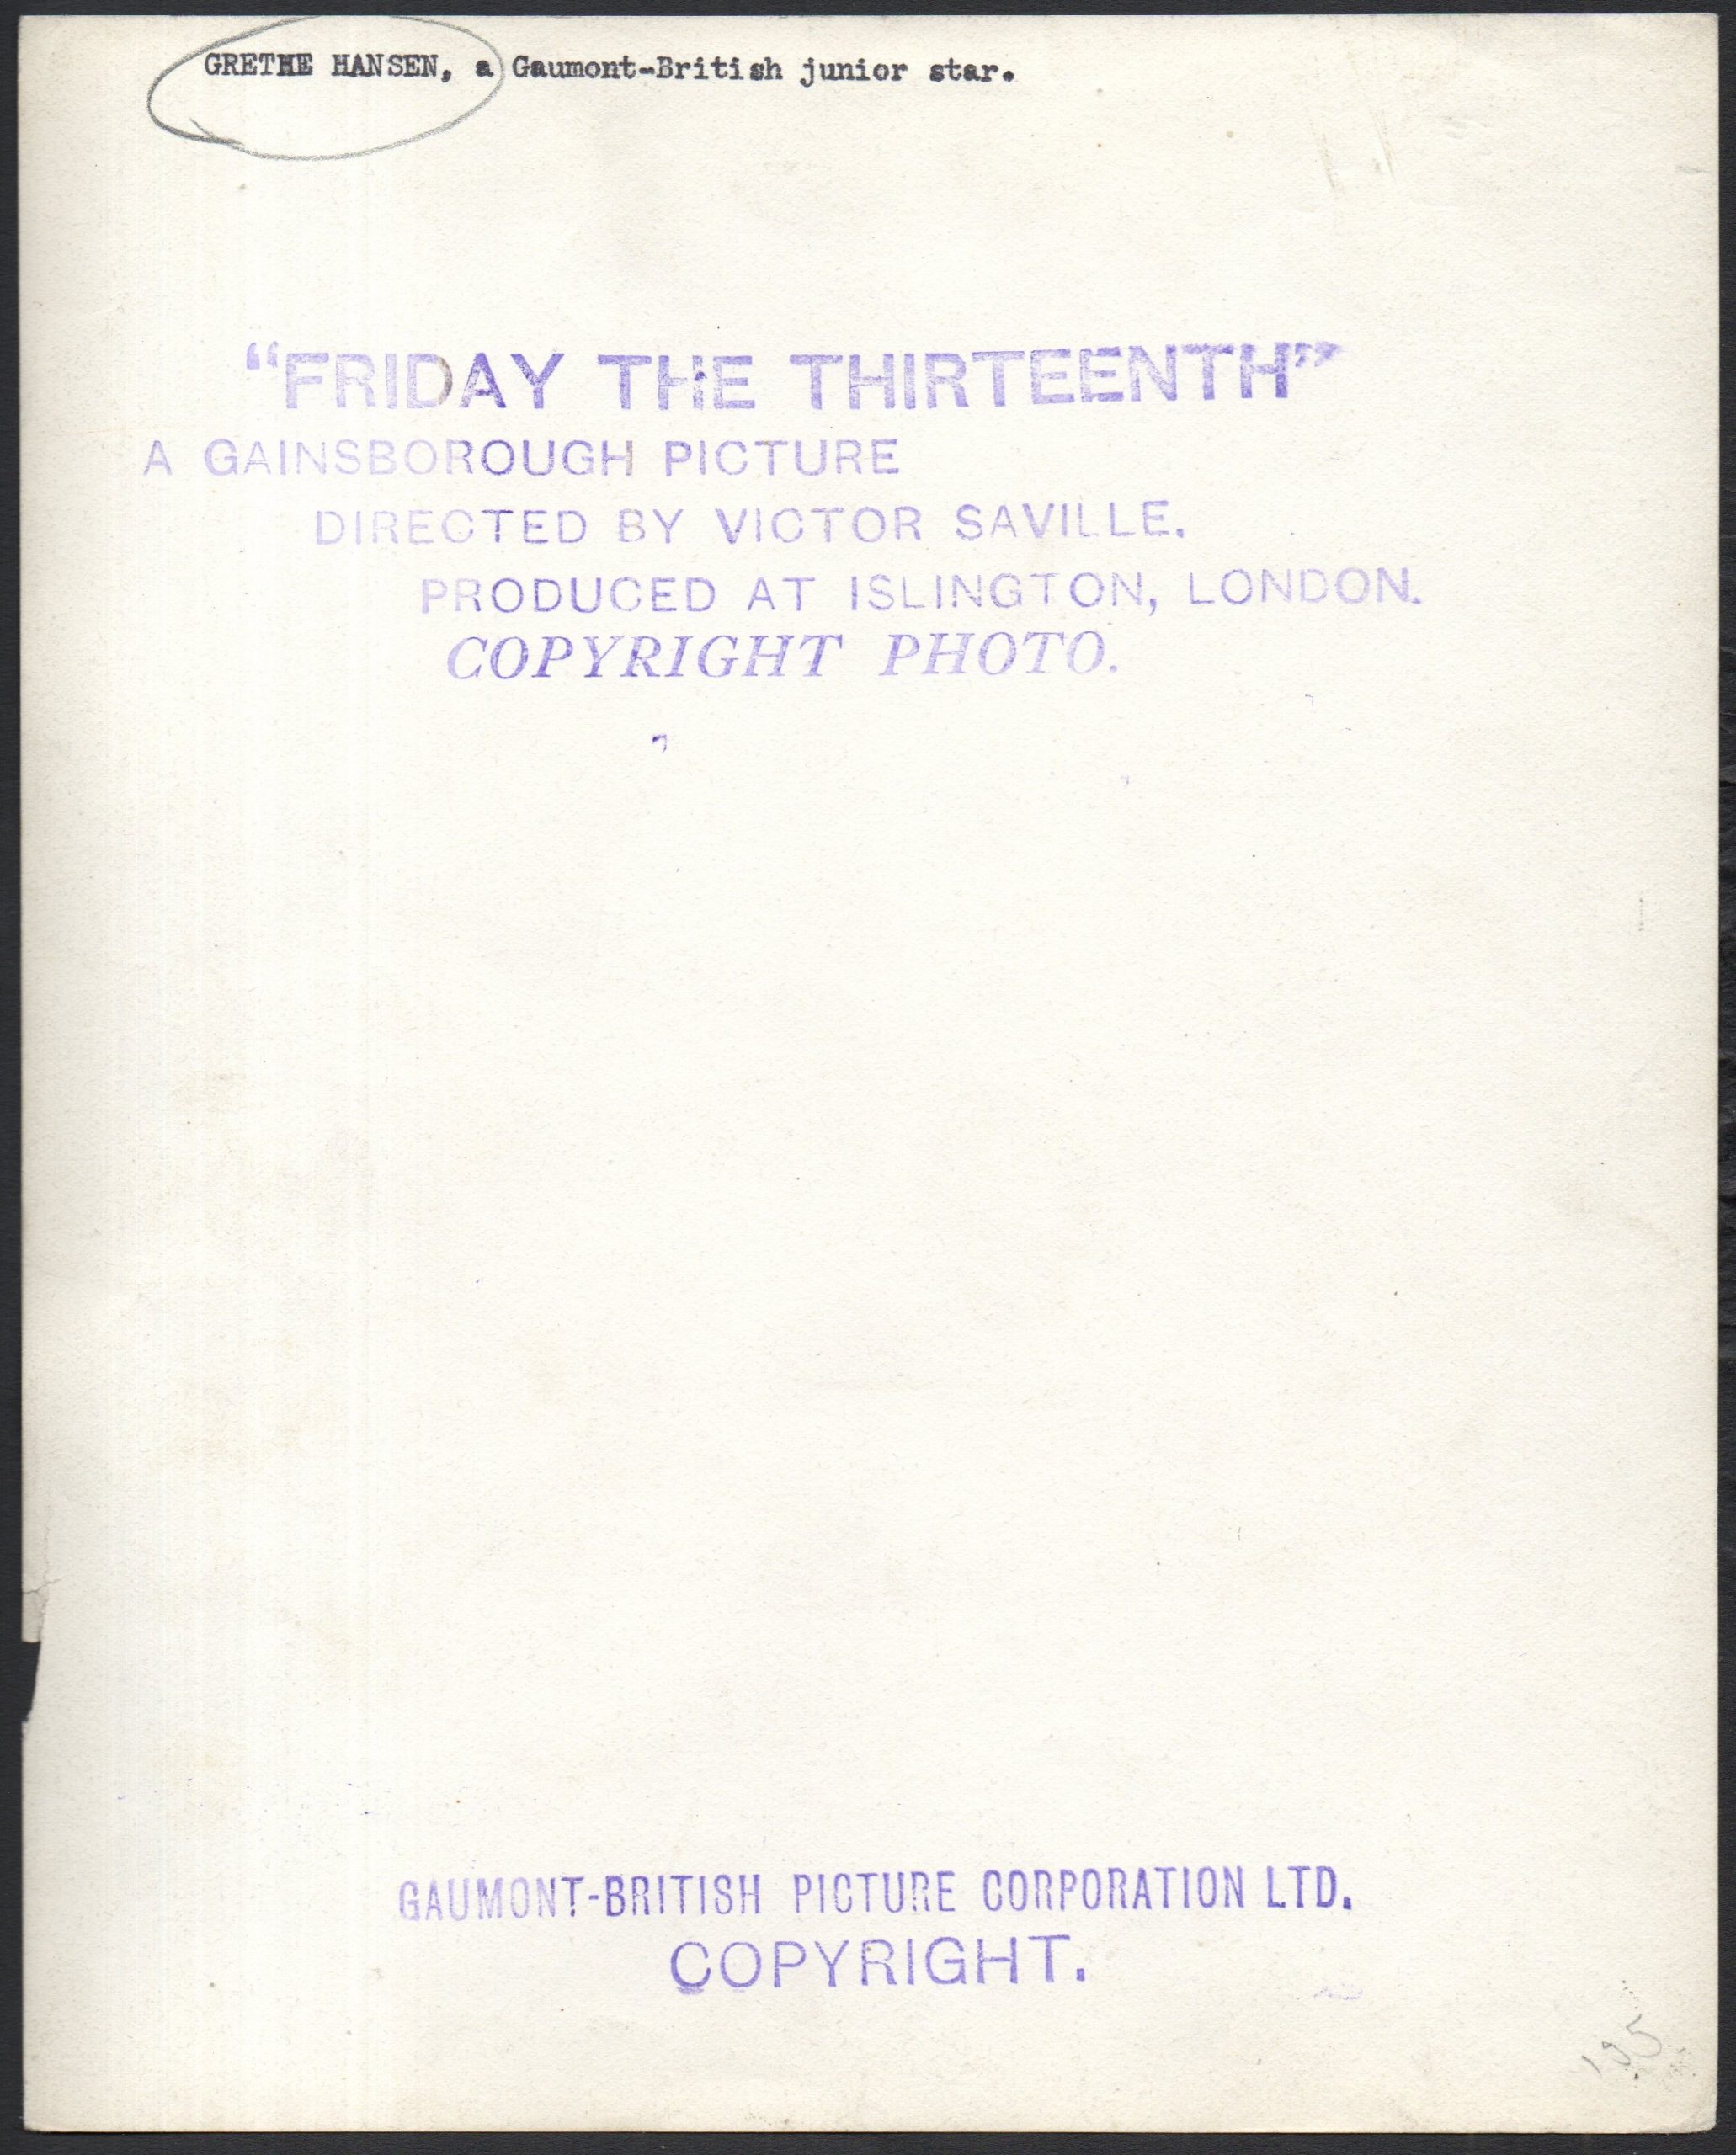 GRETHE HANSEN, a Gaumont-British junior star.
“FRIDAY THE THIRTEENTH”
A GAINSBOROUGH PICTURE
DIRECTED BY VICTOR SAVILLE.
PRODUCED AT ISLINGTON, LONDON.
COPYRIGHT PHOTO.
GAUMONT-BRITISH PICTURE CORPORATION LTD.
COPYRIGHT.